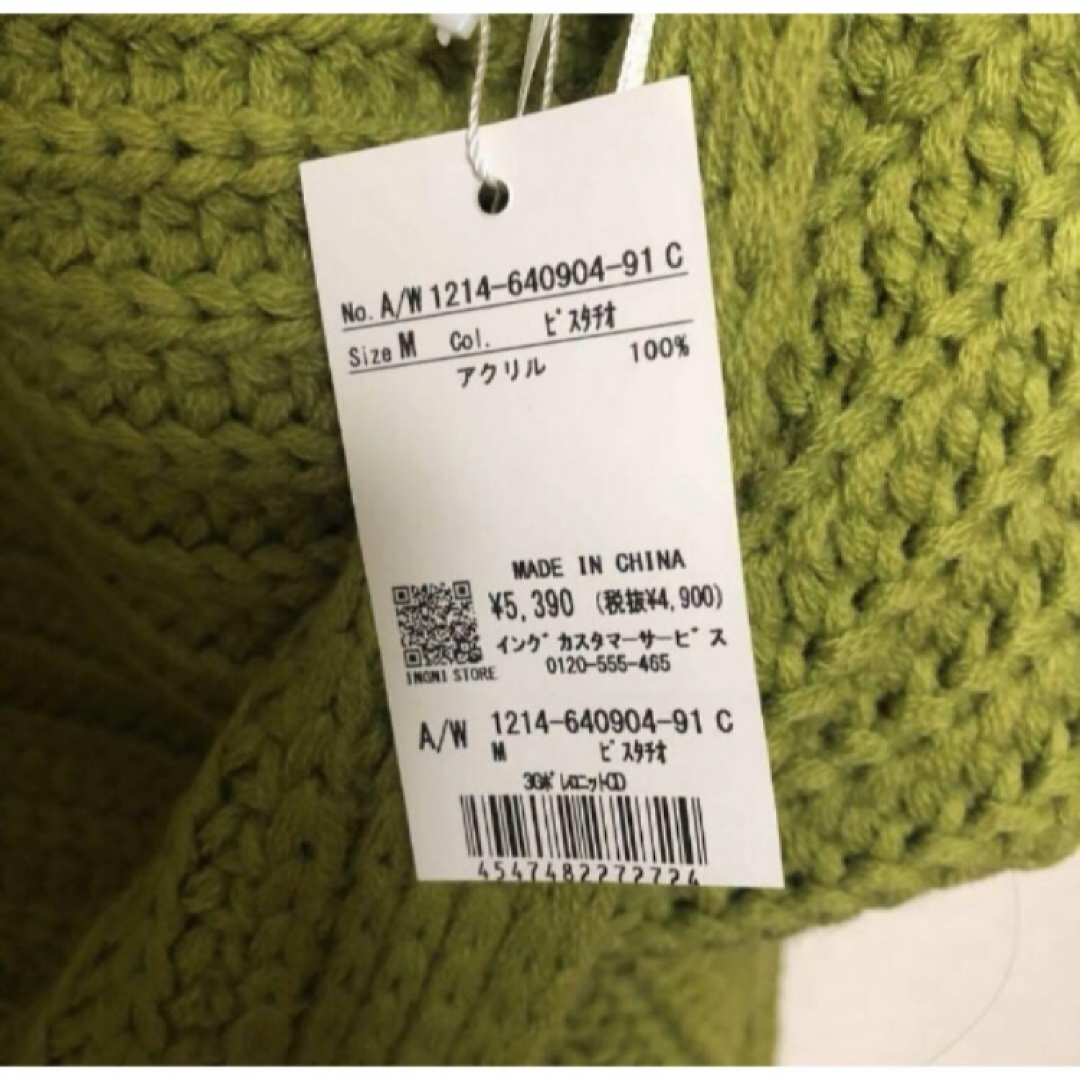 No. A/W 1214-640904-91 C
Size M Col. ピスタチオ
アクリル 100%
MADE IN CHINA
¥5,390 (税抜¥4,900)
イング カスタマーサービス
0120-555-465
INGNI STORE
A/W 1214-640904-91 C
M ピスタチオ
3Gボレロニット(I)
4547482272724